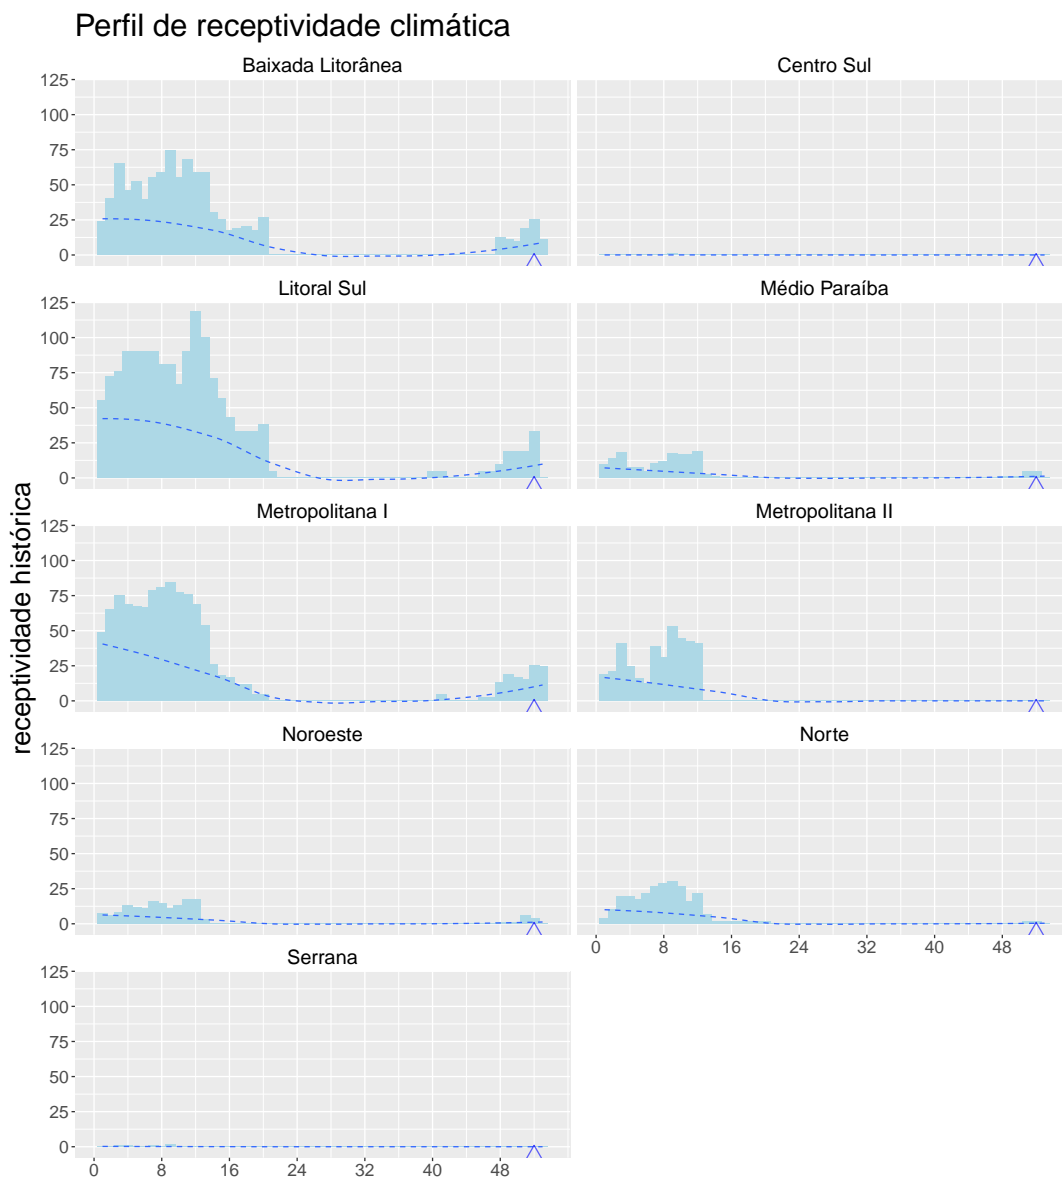 Perfil de receptividade climática
Baixada Litorânea
Centro Sul
125
100
75
50
25
0
Litoral Sul
Médio Paraíba
125
100
75
50
25
0
Metropolitana I
Metropolitana II
125
100
75
50
25
0
receptividade histórica
Noroeste
Norte
125
100
75
50
25
0
0 8 16 24 32 40 48
Serrana
125
100
75
50
25
0
0 8 16 24 32 40 48